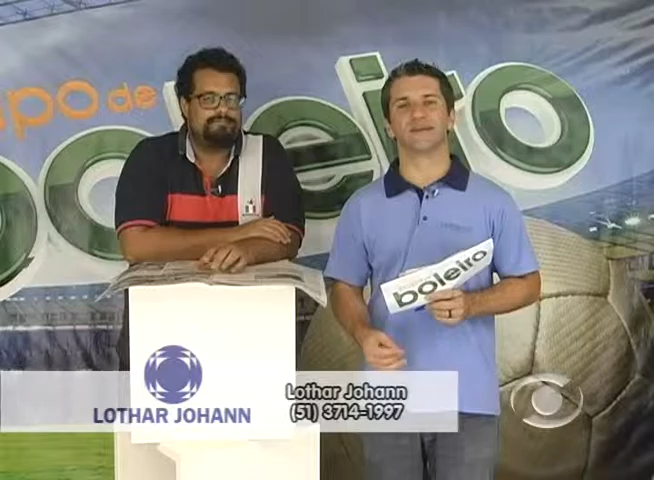 po de
boleiro
boleiro
LOTHAR JOHANN
Lothar Johann
(51) 3714-1997